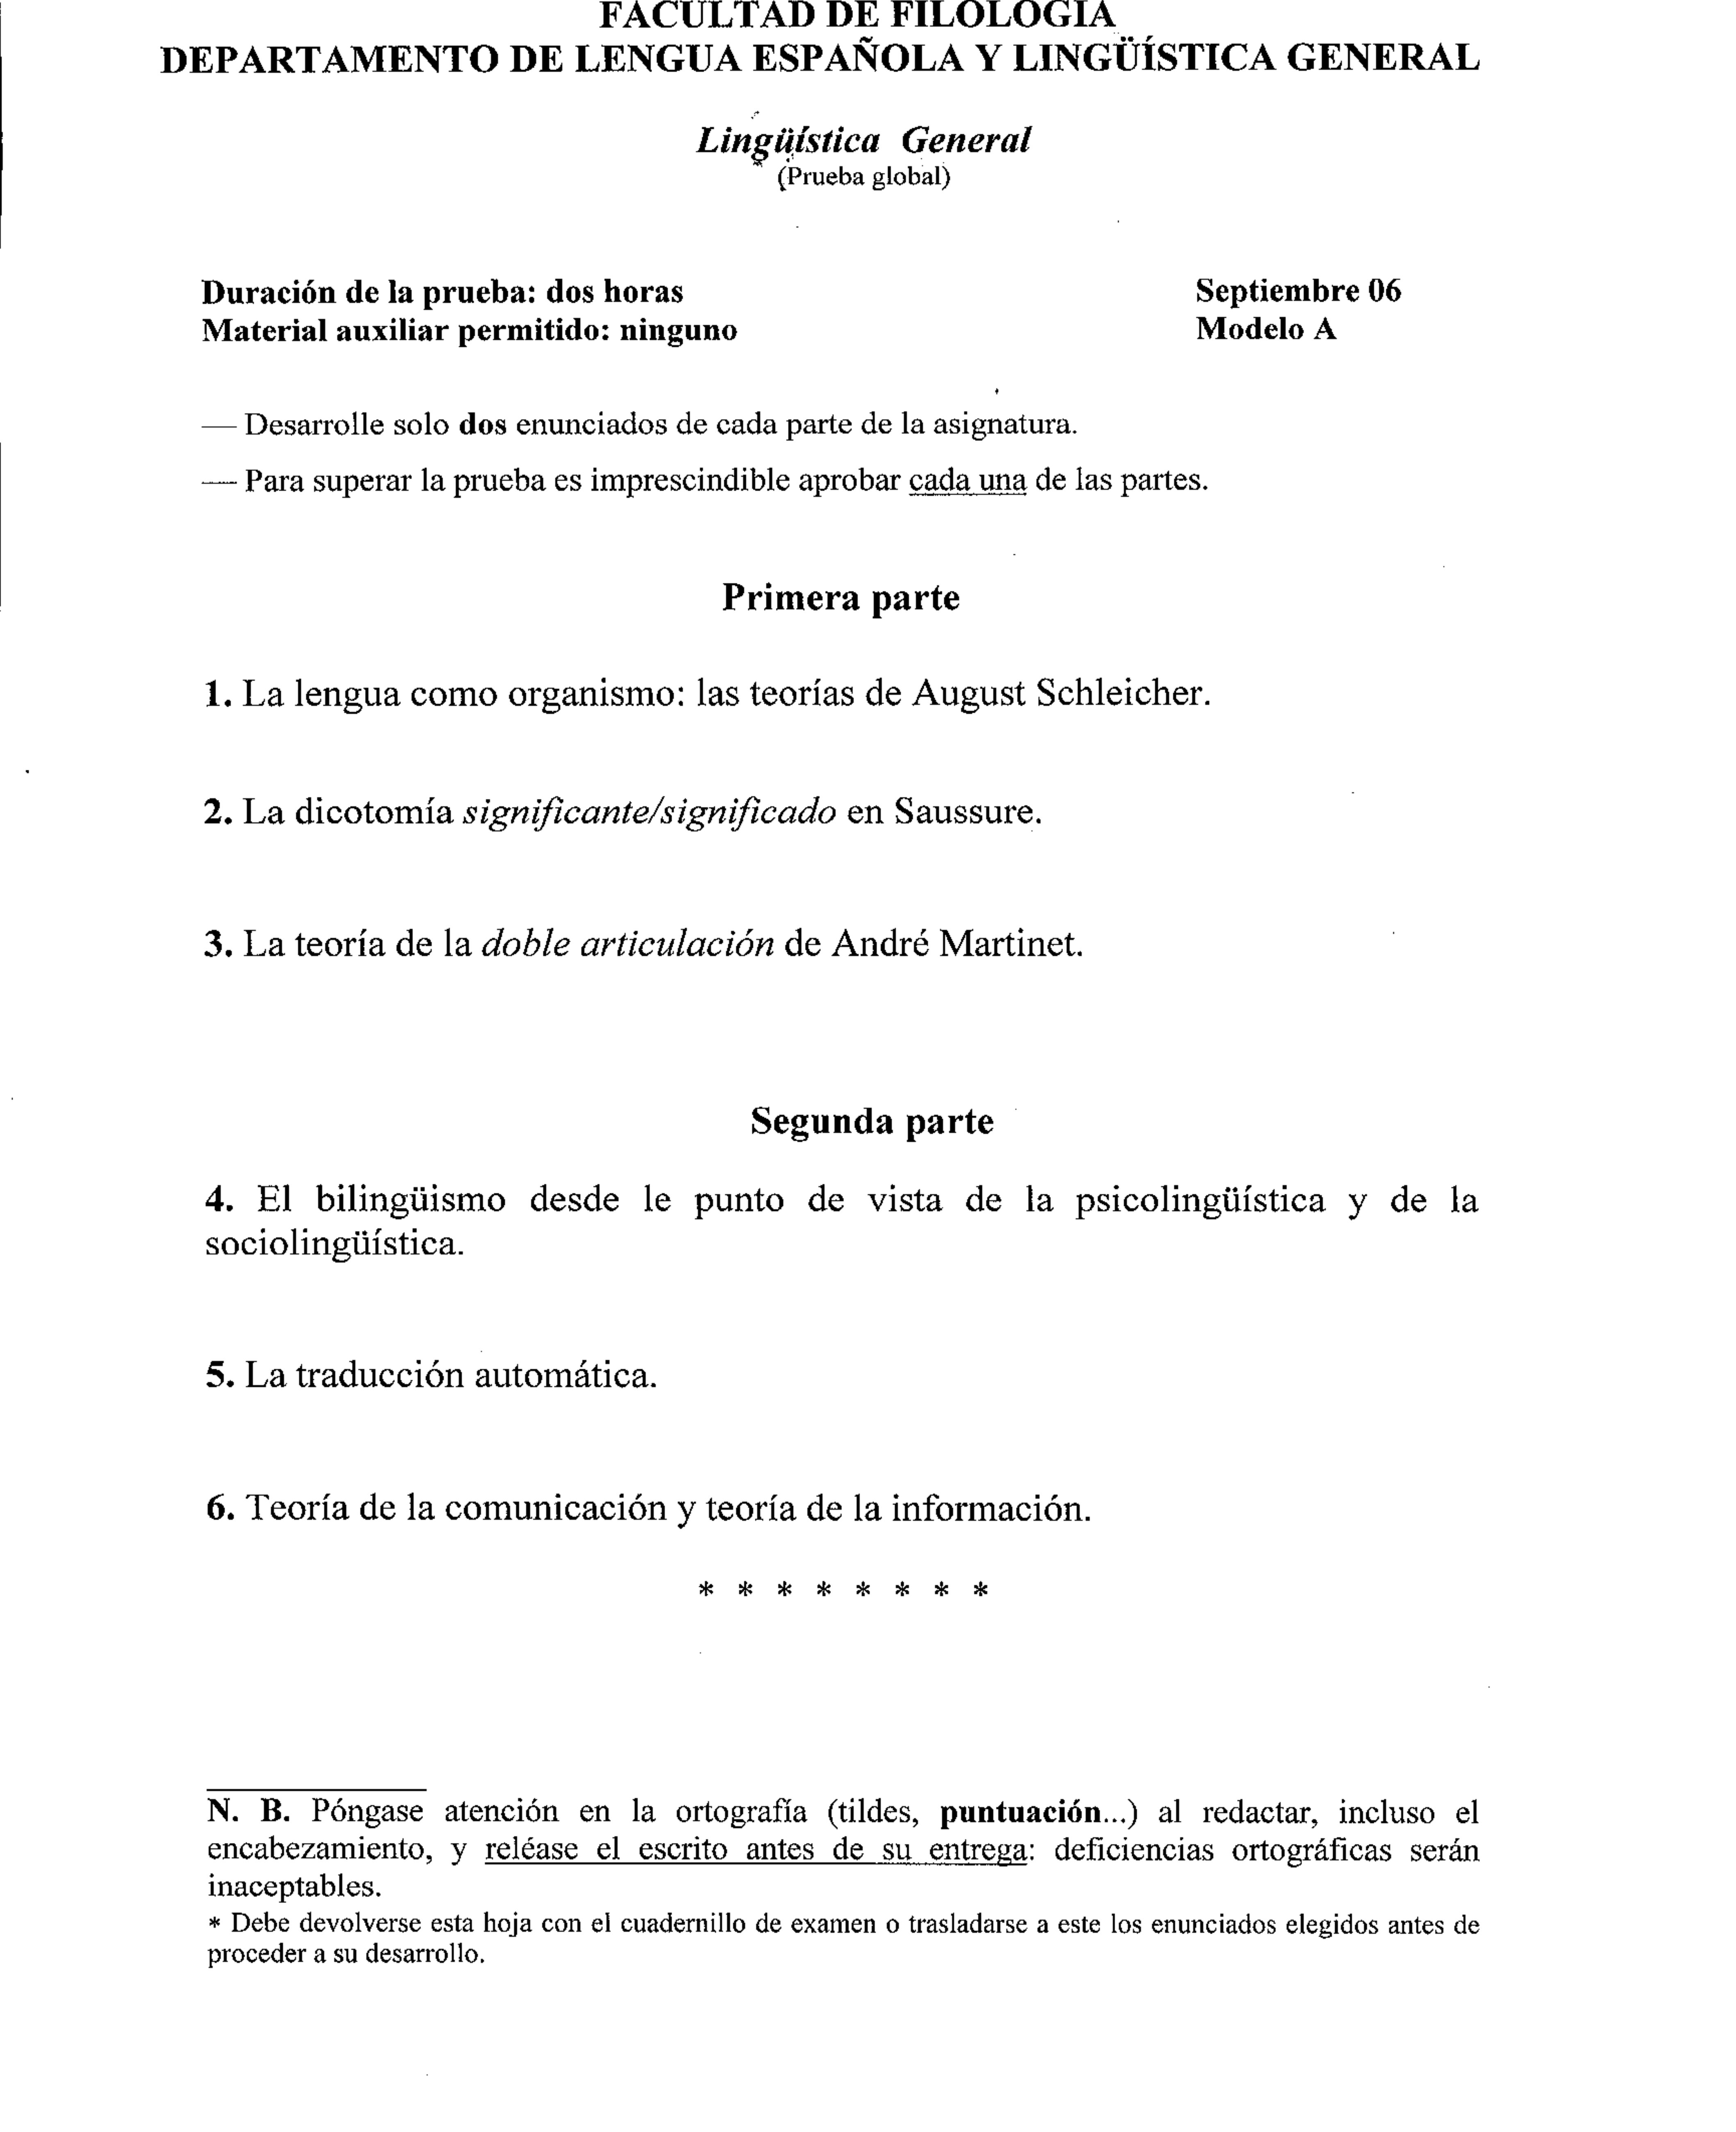 FACULTAD DE FILOLOGÍA
DEPARTAMENTO DE LENGUA ESPAÑOLA Y LINGÜÍSTICA GENERAL
Lingüística General
(Prueba global)
Duración de la prueba: dos horas Septiembre 06
Material auxiliar permitido: ninguno Modelo A
— Desarrolle solo dos enunciados de cada parte de la asignatura.
— Para superar la prueba es imprescindible aprobar cada una de las partes.
Primera parte
1. La lengua como organismo: las teorías de August Schleicher.
2. La dicotomía significante/significado en Saussure.
3. La teoría de la doble articulación de André Martinet.
Segunda parte
4. El bilingüismo desde le punto de vista de la psicolingüística y de la
sociolingüística.
5. La traducción automática.
6. Teoría de la comunicación y teoría de la información.
* * * * * * * *
N. B. Póngase atención en la ortografía (tildes, puntuación...) al redactar, incluso el
encabezamiento, y reléase el escrito antes de su entrega: deficiencias ortográficas serán
inaceptables.
* Debe devolverse esta hoja con el cuadernillo de examen o trasladarse a este los enunciados elegidos antes de
proceder a su desarrollo.